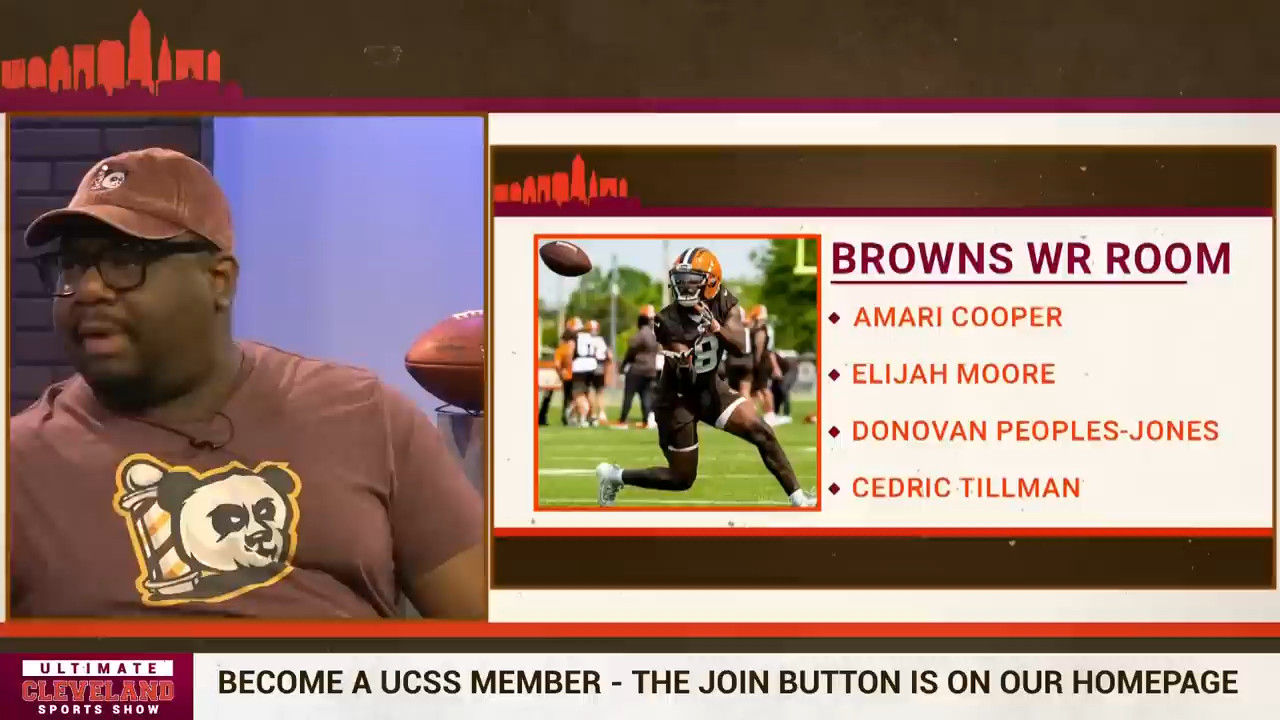 BROWNS WR ROOM
AMARI COOPER
ELIJAH MOORE
DONOVAN PEOPLES-JONES
CEDRIC TILLMAN
8
ULTIMATE
CLEVELAND
SPORTS SHOW
BECOME A UCSS MEMBER - THE JOIN BUTTON IS ON OUR HOMEPAGE